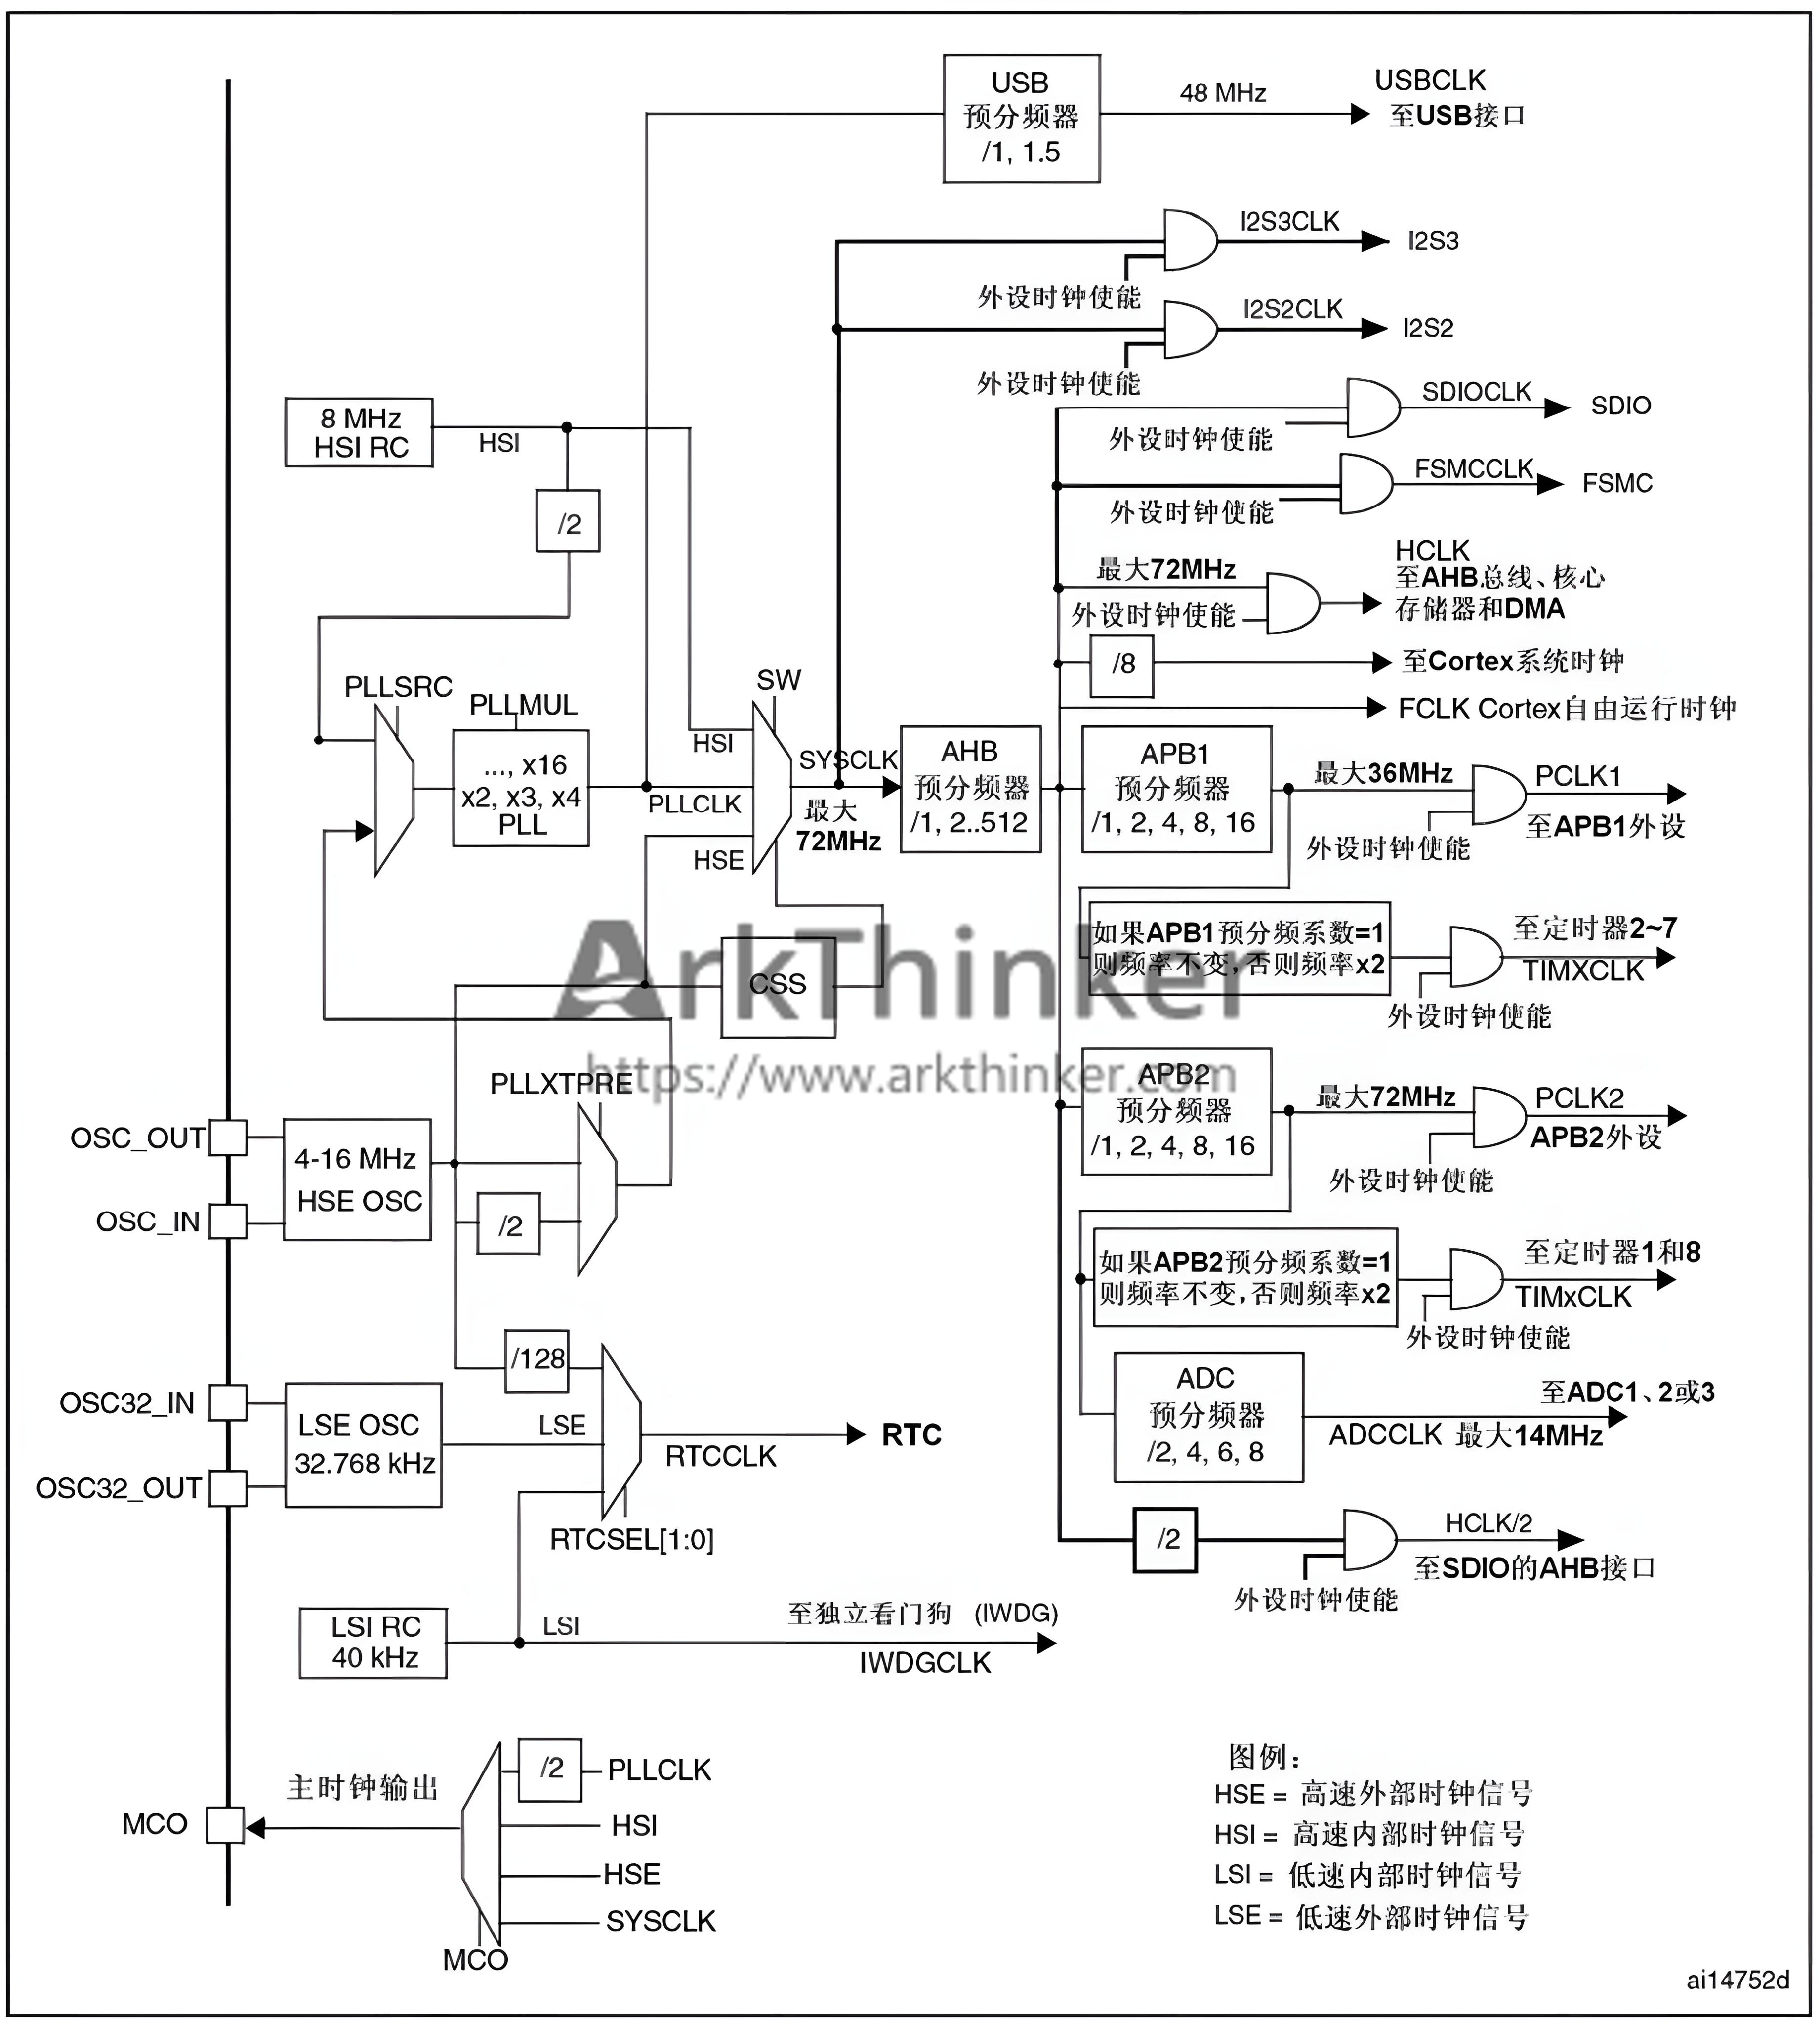 USB
预分频器
/1, 1.5
48 MHz
USBCLK
至USB接口
I2S3CLK
I2S3
外设时钟使能
I2S2CLK
I2S2
外设时钟使能
8 MHz
HSI RC
HSI
SDIOCLK
SDIO
外设时钟使能
FSMCCLK
FSMC
外设时钟使能
/2
最大72MHz
HCLK
至AHB总线、核心
存储器和DMA
外设时钟使能
/8
至Cortex系统时钟
FCLK Cortex自由运行时钟
PLLSRC
PLLMUL
..., x16
x2, x3, x4
PLL
SW
HSI
PLLCLK
HSE
SYSCLK
最大
72MHz
AHB
预分频器
/1, 2..512
APB1
预分频器
/1, 2, 4, 8, 16
最大36MHz
PCLK1
至APB1外设
外设时钟使能
如果APB1预分频系数=1
则频率不变，否则频率x2
至定时器2~7
TIMXCLK
外设时钟使能
CSS
ArkThinker
https://www.arkthinker.com
PLLXTPRE
APB2
预分频器
/1, 2, 4, 8, 16
最大72MHz
PCLK2
APB2外设
外设时钟使能
OSC_OUT
OSC_IN
4-16 MHz
HSE OSC
/2
如果APB2预分频系数=1
则频率不变，否则频率x2
至定时器1和8
TIMxCLK
外设时钟使能
/128
OSC32_IN
OSC32_OUT
LSE OSC
32.768 kHz
LSE
RTCCLK
RTC
RTCSEL[1:0]
ADC
预分频器
/2, 4, 6, 8
至ADC1、2或3
ADCCLK 最大14MHz
/2
HCLK/2
至SDIO的AHB接口
外设时钟使能
LSI RC
40 kHz
LSI
至独立看门狗 (IWDG)
IWDGCLK
主时钟输出
MCO
/2
PLLCLK
HSI
HSE
SYSCLK
MCO
图例：
HSE = 高速外部时钟信号
HSI = 高速内部时钟信号
LSI = 低速内部时钟信号
LSE = 低速外部时钟信号
ai14752d